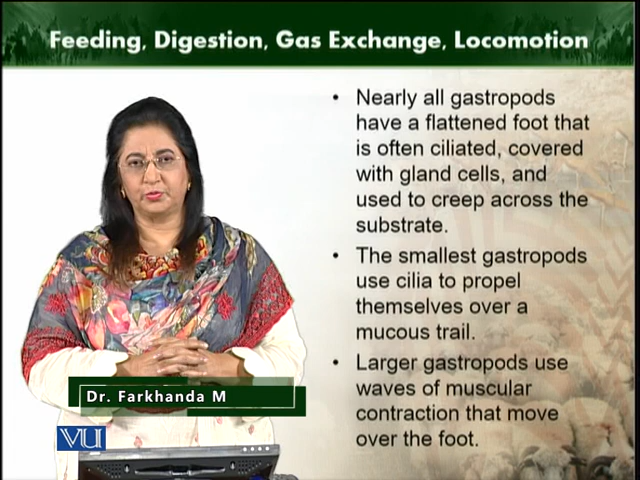 Feeding, Digestion, Gas Exchange, Locomotion
• Nearly all gastropods
have a flattened foot that
is often ciliated, covered
with gland cells, and
used to creep across the
substrate.
• The smallest gastropods
use cilia to propel
themselves over a
mucous trail.
• Larger gastropods use
waves of muscular
contraction that move
over the foot.
Dr. Farkhanda M
VU